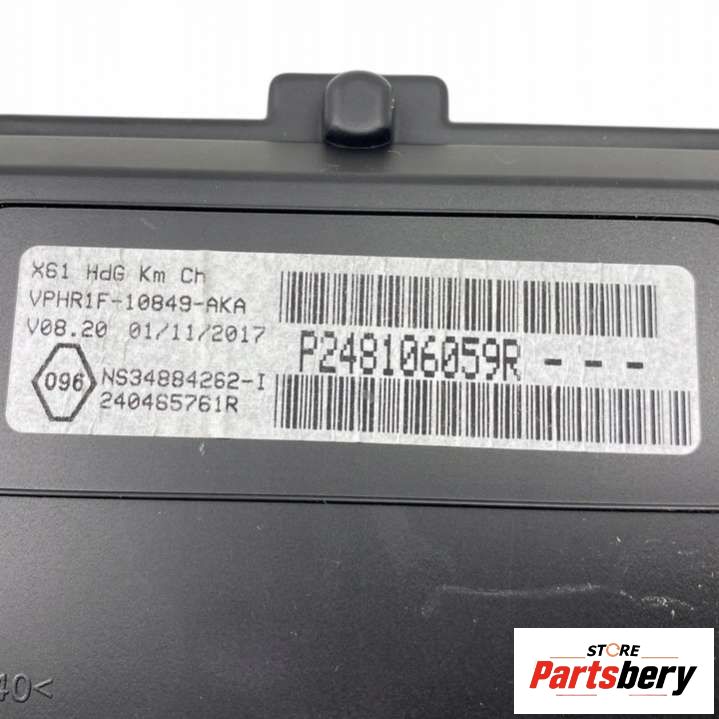 X61 HdG Km Ch
VPHR1F-10849-AKA
V08.20 01/11/2017
P248106059R - - -
096
NS34884262-I
240465761R
40<
STORE
Partsbery